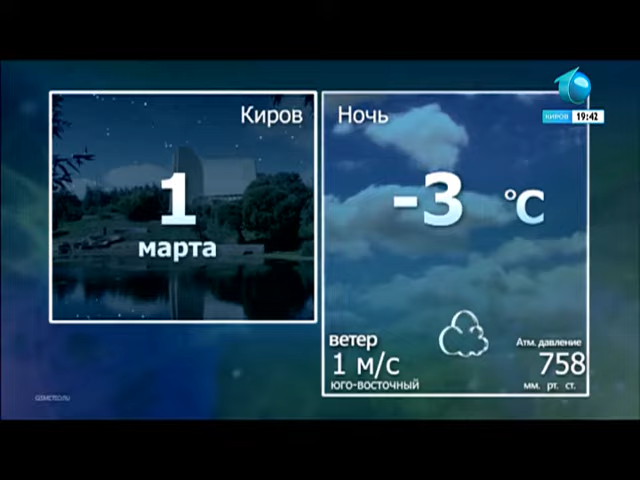 КИРОВ 19:42
Киров
1
марта
Ночь
-3 °C
ветер
1 м/с
юго-восточный
Атм. давление
758
мм. рт. ст.
GISMETEO.RU